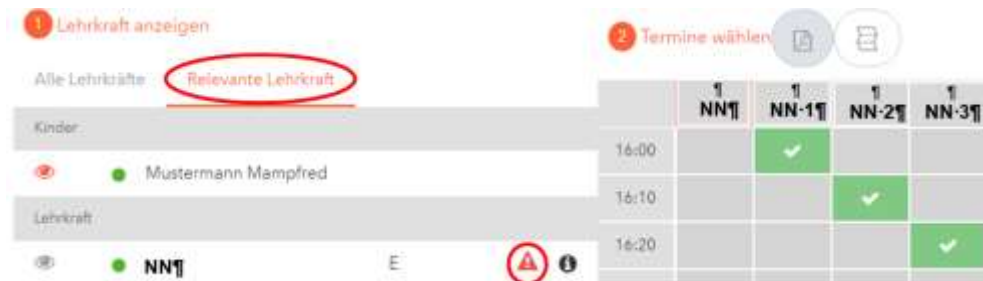 1 Lehrkraft anzeigen
Alle Lehrkräfte Relevante Lehrkraft
Kinder
Mustermann Mampfred
Lehrkraft
NN¶ E
2 Termine wählen
¶ ¶ ¶ ¶
NN¶ NN·1¶ NN·2¶ NN·3¶
16:00
16:10
16:20